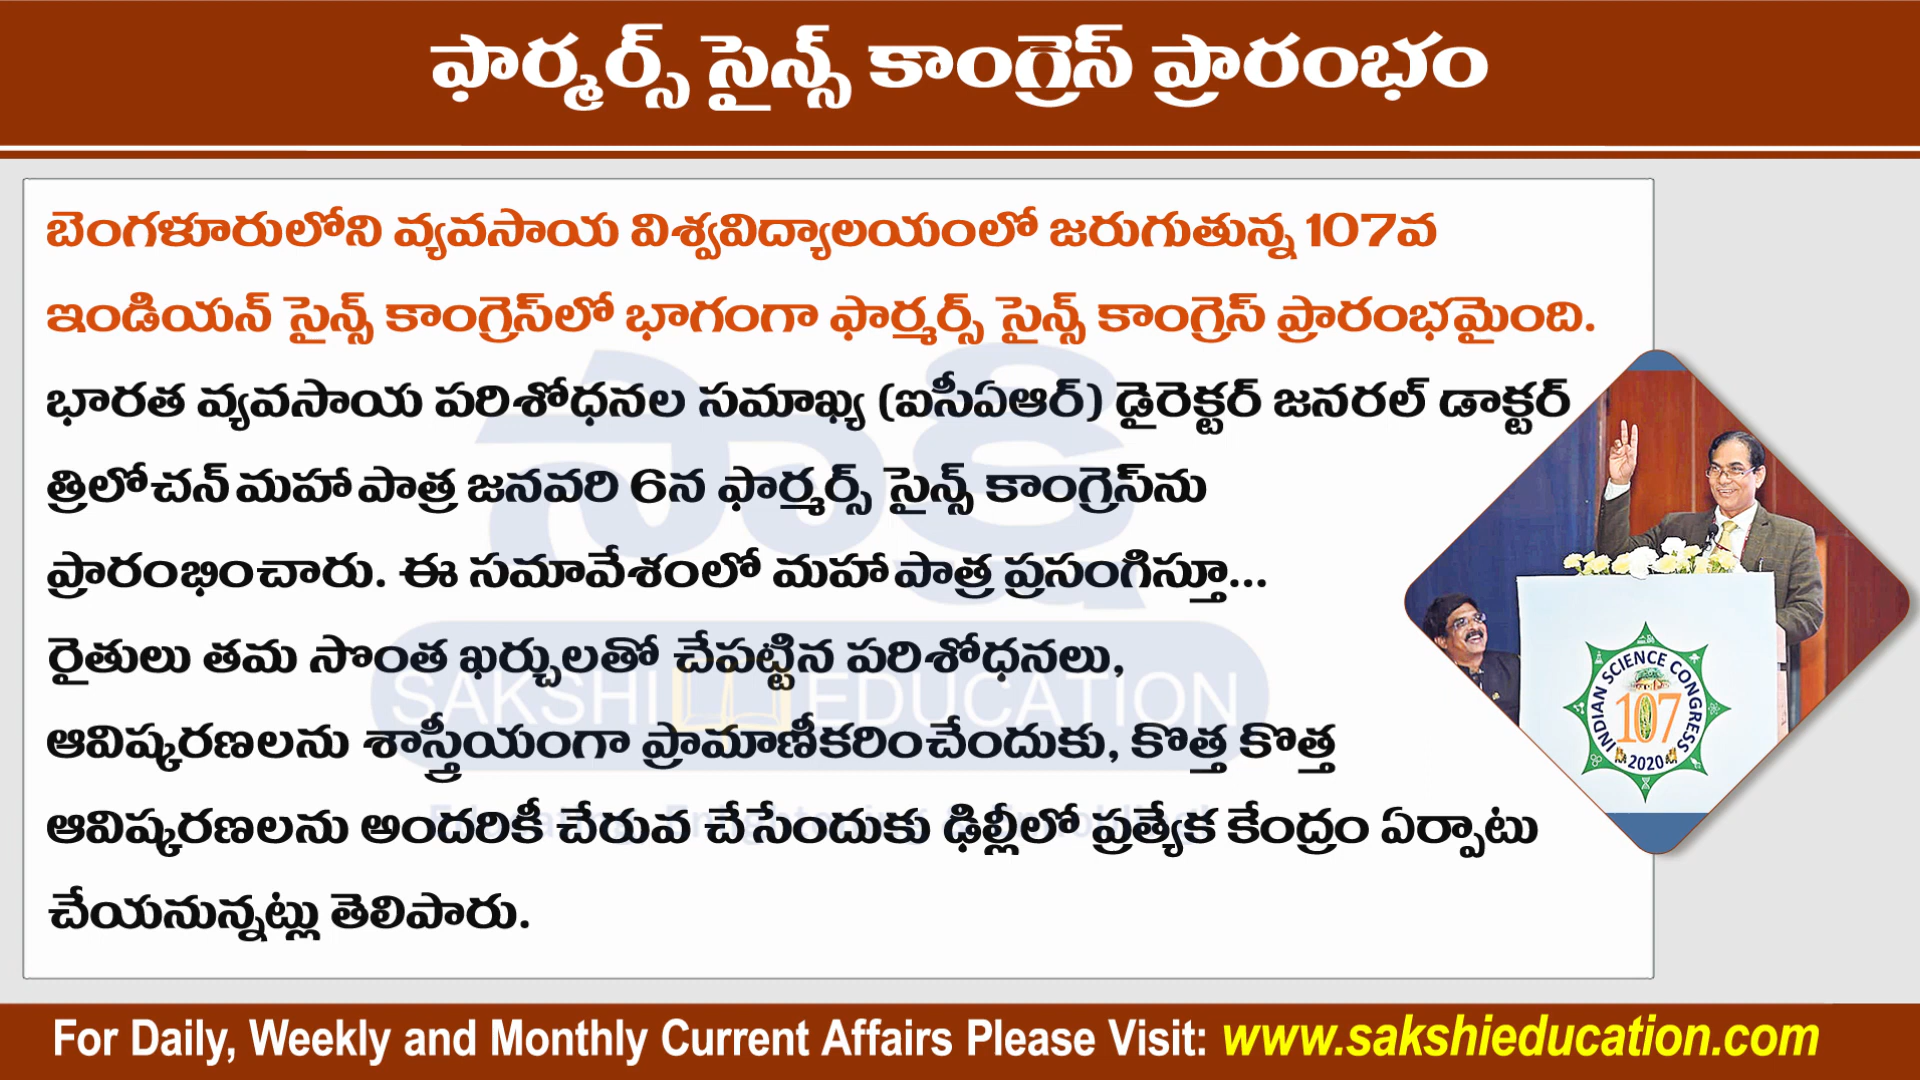 ఫార్మర్స్ సైన్స్ కాంగ్రెస్ ప్రారంభం
బెంగళూరులోని వ్యవసాయ విశ్వవిద్యాలయంలో జరుగుతున్న 107వ
ఇండియన్ సైన్స్ కాంగ్రెస్‌లో భాగంగా ఫార్మర్స్ సైన్స్ కాంగ్రెస్ ప్రారంభమైంది.
భారత వ్యవసాయ పరిశోధనల సమాఖ్య (ఐసీఏఆర్) డైరెక్టర్ జనరల్ డాక్టర్
త్రిలోచన్ మహా పాత్ర జనవరి 6న ఫార్మర్స్ సైన్స్ కాంగ్రెస్‌ను
ప్రారంభించారు. ఈ సమావేశంలో మహా పాత్ర ప్రసంగిస్తూ...
రైతులు తమ సొంత ఖర్చులతో చేపట్టిన పరిశోధనలు,
ఆవిష్కరణలను శాస్త్రీయంగా ప్రామాణీకరించేందుకు, కొత్త కొత్త
ఆవిష్కరణలను అందరికీ చేరువ చేసేందుకు ఢిల్లీలో ప్రత్యేక కేంద్రం ఏర్పాటు
చేయనున్నట్లు తెలిపారు.
సాక్షి
SAKSHI EDUCATION
INDIAN SCIENCE CONGRESS
107
2020
For Daily, Weekly and Monthly Current Affairs Please Visit: www.sakshieducation.com